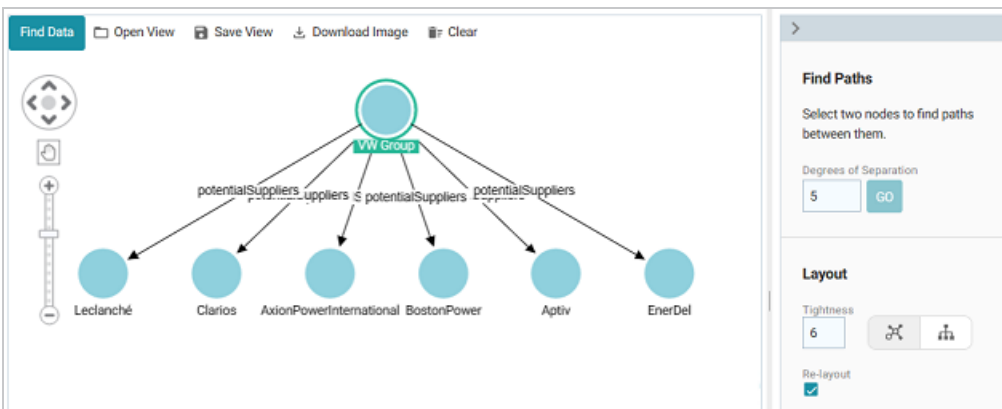 Find Data Open View Save View Download Image Clear
VW Group
potentialSuppliers potentialSuppliers potentialSuppliers
Leclanché Clarios AxionPowerInternational BostonPower Aptiv EnerDel
Find Paths
Select two nodes to find paths
between them.
Degrees of Separation
5 GO
Layout
Tightness
6
Re-layout